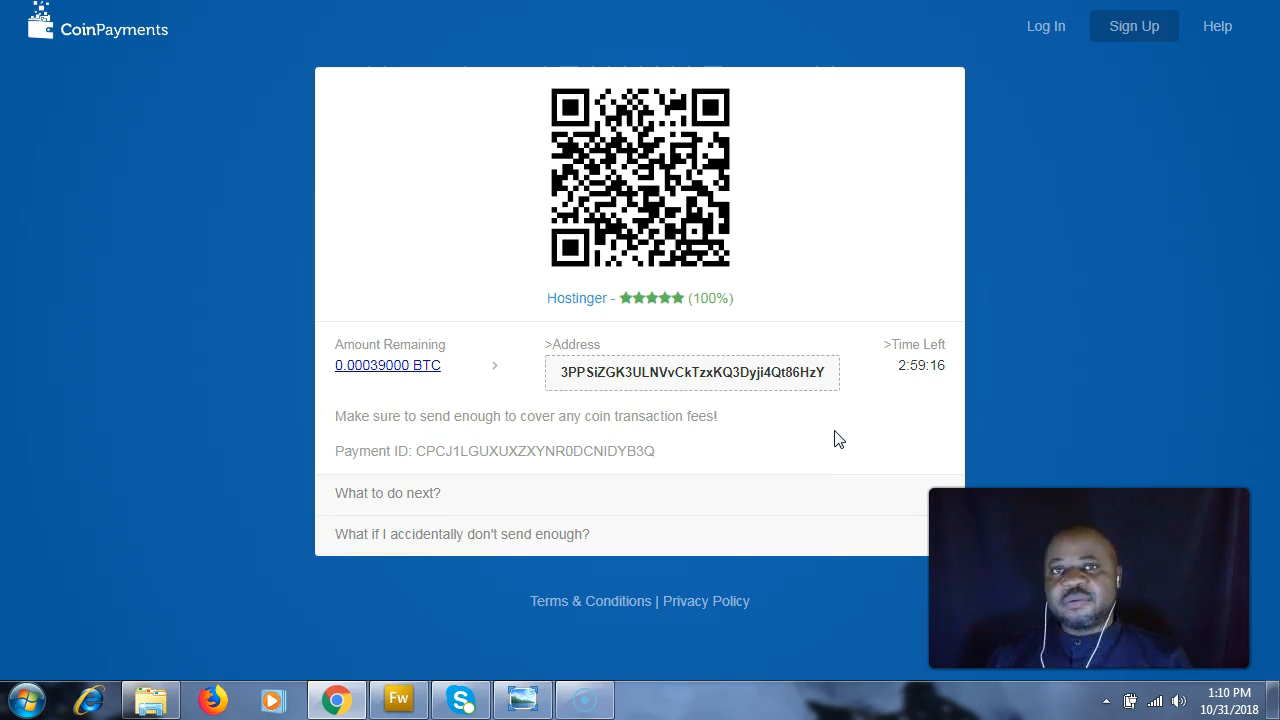 CoinPayments
Log In
Sign Up
Help
Hostinger - ★★★★★ (100%)
Amount Remaining
>Address
>Time Left
0.00039000 BTC
3PPSiZGK3ULNVvCkTzxKQ3Dyji4Qt86HzY
2:59:16
Make sure to send enough to cover any coin transaction fees!
Payment ID: CPCJ1LGUXUXZXYNR0DCNIDYB3Q
What to do next?
What if I accidentally don't send enough?
Terms & Conditions | Privacy Policy
Fw
1:10 PM
10/31/2018